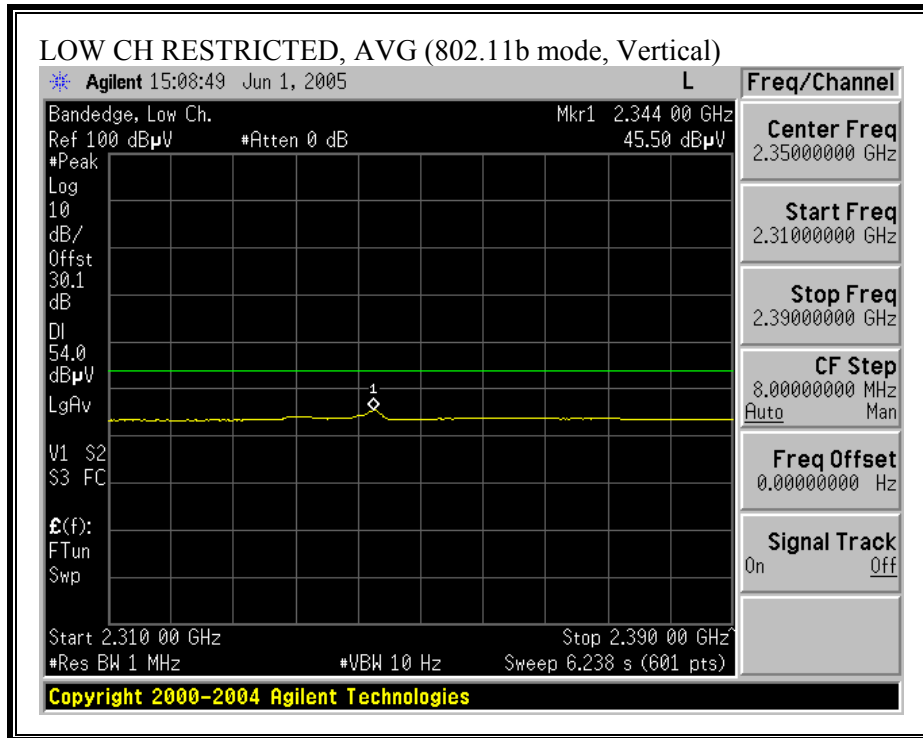 LOW CH RESTRICTED, AVG (802.11b mode, Vertical)
Agilent 15:08:49 Jun 1, 2005 L
Freq/Channel
Bandedge, Low Ch. Mkr1 2.344 00 GHz
Ref 100 dBµV #Atten 0 dB 45.50 dBµV
#Peak
Log
10
dB/
Offst
30.1
dB
DI
54.0
dBµV
LgAv
1
V1 S2
S3 FC
£(f):
FTun
Swp
Start 2.310 00 GHz Stop 2.390 00 GHz^
#Res BW 1 MHz #VBW 10 Hz Sweep 6.238 s (601 pts)
Center Freq
2.35000000 GHz
Start Freq
2.31000000 GHz
Stop Freq
2.39000000 GHz
CF Step
8.00000000 MHz
Auto Man
Freq Offset
0.00000000 Hz
Signal Track
On Off
Copyright 2000-2004 Agilent Technologies